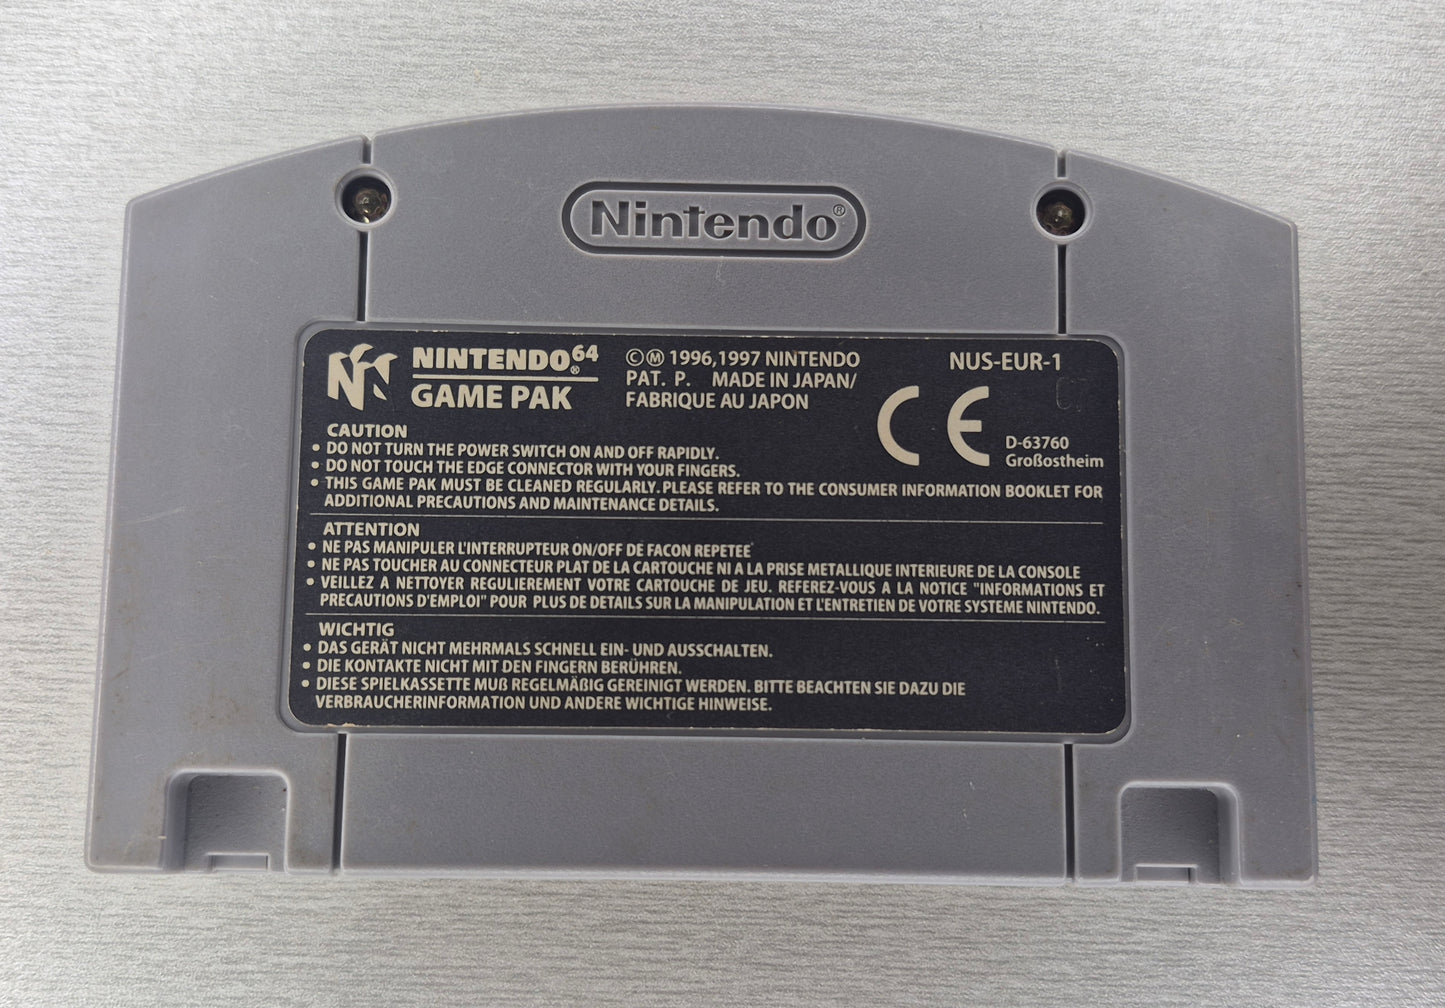 Nintendo®
NINTENDO64®
GAME PAK
©Ⓜ 1996,1997 NINTENDO
PAT. P. MADE IN JAPAN/
FABRIQUE AU JAPON
NUS-EUR-1
CE
D-63760
Großostheim
CAUTION
• DO NOT TURN THE POWER SWITCH ON AND OFF RAPIDLY.
• DO NOT TOUCH THE EDGE CONNECTOR WITH YOUR FINGERS.
• THIS GAME PAK MUST BE CLEANED REGULARLY. PLEASE REFER TO THE CONSUMER INFORMATION BOOKLET FOR
ADDITIONAL PRECAUTIONS AND MAINTENANCE DETAILS.
ATTENTION
• NE PAS MANIPULER L'INTERRUPTEUR ON/OFF DE FACON REPETEE
• NE PAS TOUCHER AU CONNECTEUR PLAT DE LA CARTOUCHE NI A LA PRISE METALLIQUE INTERIEURE DE LA CONSOLE
• VEILLEZ A NETTOYER REGULIEREMENT VOTRE CARTOUCHE DE JEU. REFEREZ-VOUS A LA NOTICE "INFORMATIONS ET
PRECAUTIONS D'EMPLOI" POUR PLUS DE DETAILS SUR LA MANIPULATION ET L'ENTRETIEN DE VOTRE SYSTEME NINTENDO.
WICHTIG
• DAS GERÄT NICHT MEHRMALS SCHNELL EIN- UND AUSSCHALTEN.
• DIE KONTAKTE NICHT MIT DEN FINGERN BERÜHREN.
• DIESE SPIELKASSETTE MUß REGELMÄßIG GEREINIGT WERDEN. BITTE BEACHTEN SIE DAZU DIE
VERBRAUCHERINFORMATION UND ANDERE WICHTIGE HINWEISE.